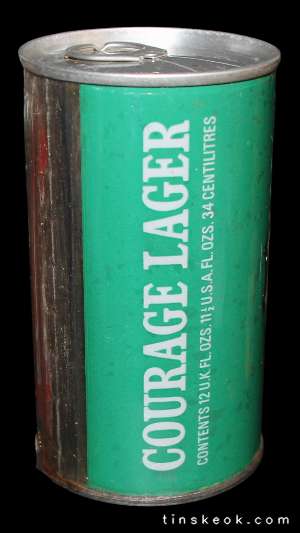 COURAGE LAGER
CONTENTS 12 U.K. FL. OZS. 11½ U.S.A. FL. OZS. 34 CENTILITRES
tinskeok.com